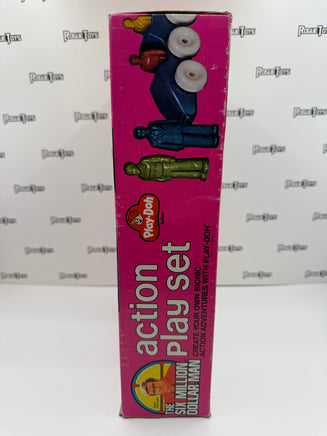 THE
SIX MILLION
DOLLAR MAN
action
play set
CREATE YOUR OWN BIONIC
ACTION ADVENTURES WITH PLAY-DOH
Play-Doh
RogueToys